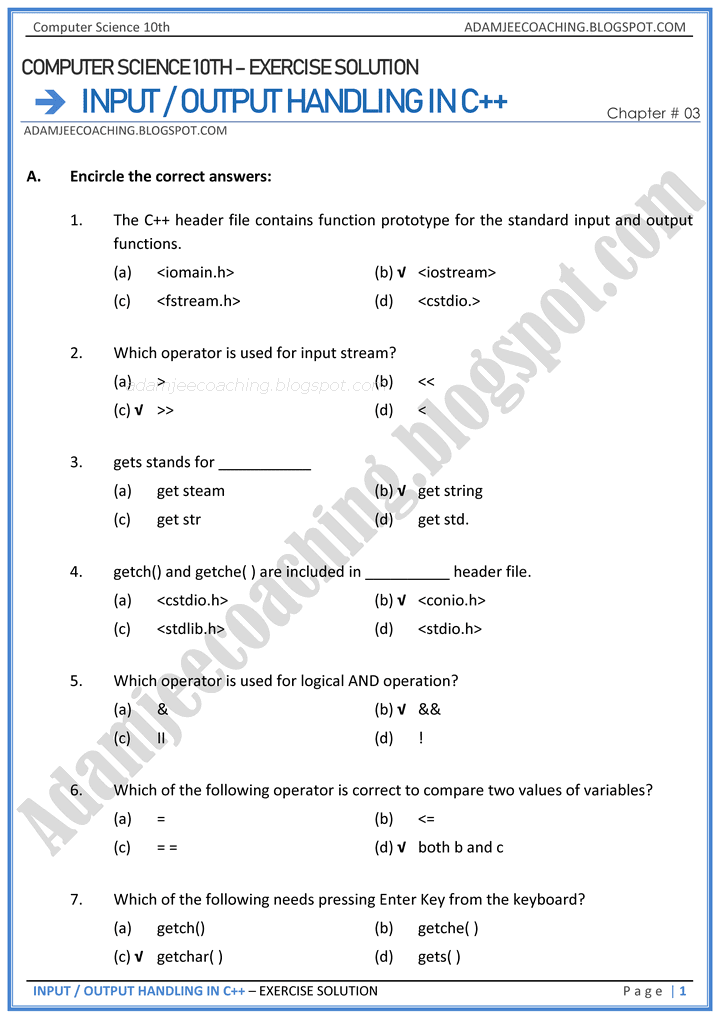 Computer Science 10th ADAMJEECOACHING.BLOGSPOT.COM
COMPUTER SCIENCE 10TH – EXERCISE SOLUTION
INPUT / OUTPUT HANDLING IN C++
Chapter # 03
ADAMJEECOACHING.BLOGSPOT.COM
A. Encircle the correct answers:
1. The C++ header file contains function prototype for the standard input and output
functions.
(a) <iomain.h> (b) √ <iostream>
(c) <fstream.h> (d) <cstdio.>
2. Which operator is used for input stream?
(a) > (b) <<
adamjeecoaching.blogspot.com
(c) √ >> (d) <
3. gets stands for ___________
(a) get steam (b) √ get string
(c) get str (d) get std.
4. getch() and getche( ) are included in __________ header file.
(a) <cstdio.h> (b) √ <conio.h>
(c) <stdlib.h> (d) <stdio.h>
5. Which operator is used for logical AND operation?
(a) & (b) √ &&
(c) II (d) !
6. Which of the following operator is correct to compare two values of variables?
(a) = (b) <=
(c) = = (d) √ both b and c
7. Which of the following needs pressing Enter Key from the keyboard?
(a) getch() (b) getche( )
(c) √ getchar( ) (d) gets( )
Adamjeecoaching.blogspot.com
INPUT / OUTPUT HANDLING IN C++ – EXERCISE SOLUTION Page | 1